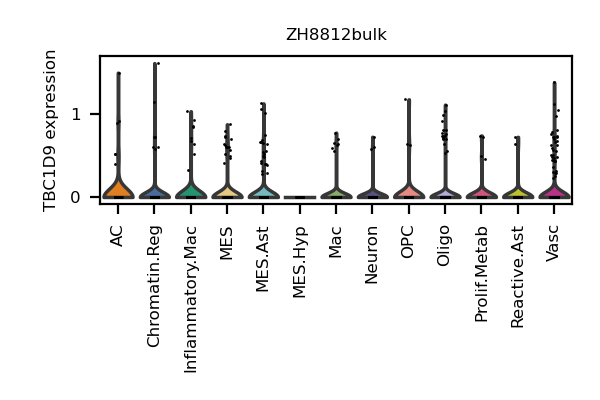 ZH8812bulk
TBC1D9 expression
1
0
AC
Chromatin.Reg
Inflammatory.Mac
MES
MES.Ast
MES.Hyp
Mac
Neuron
OPC
Oligo
Prolif.Metab
Reactive.Ast
Vasc